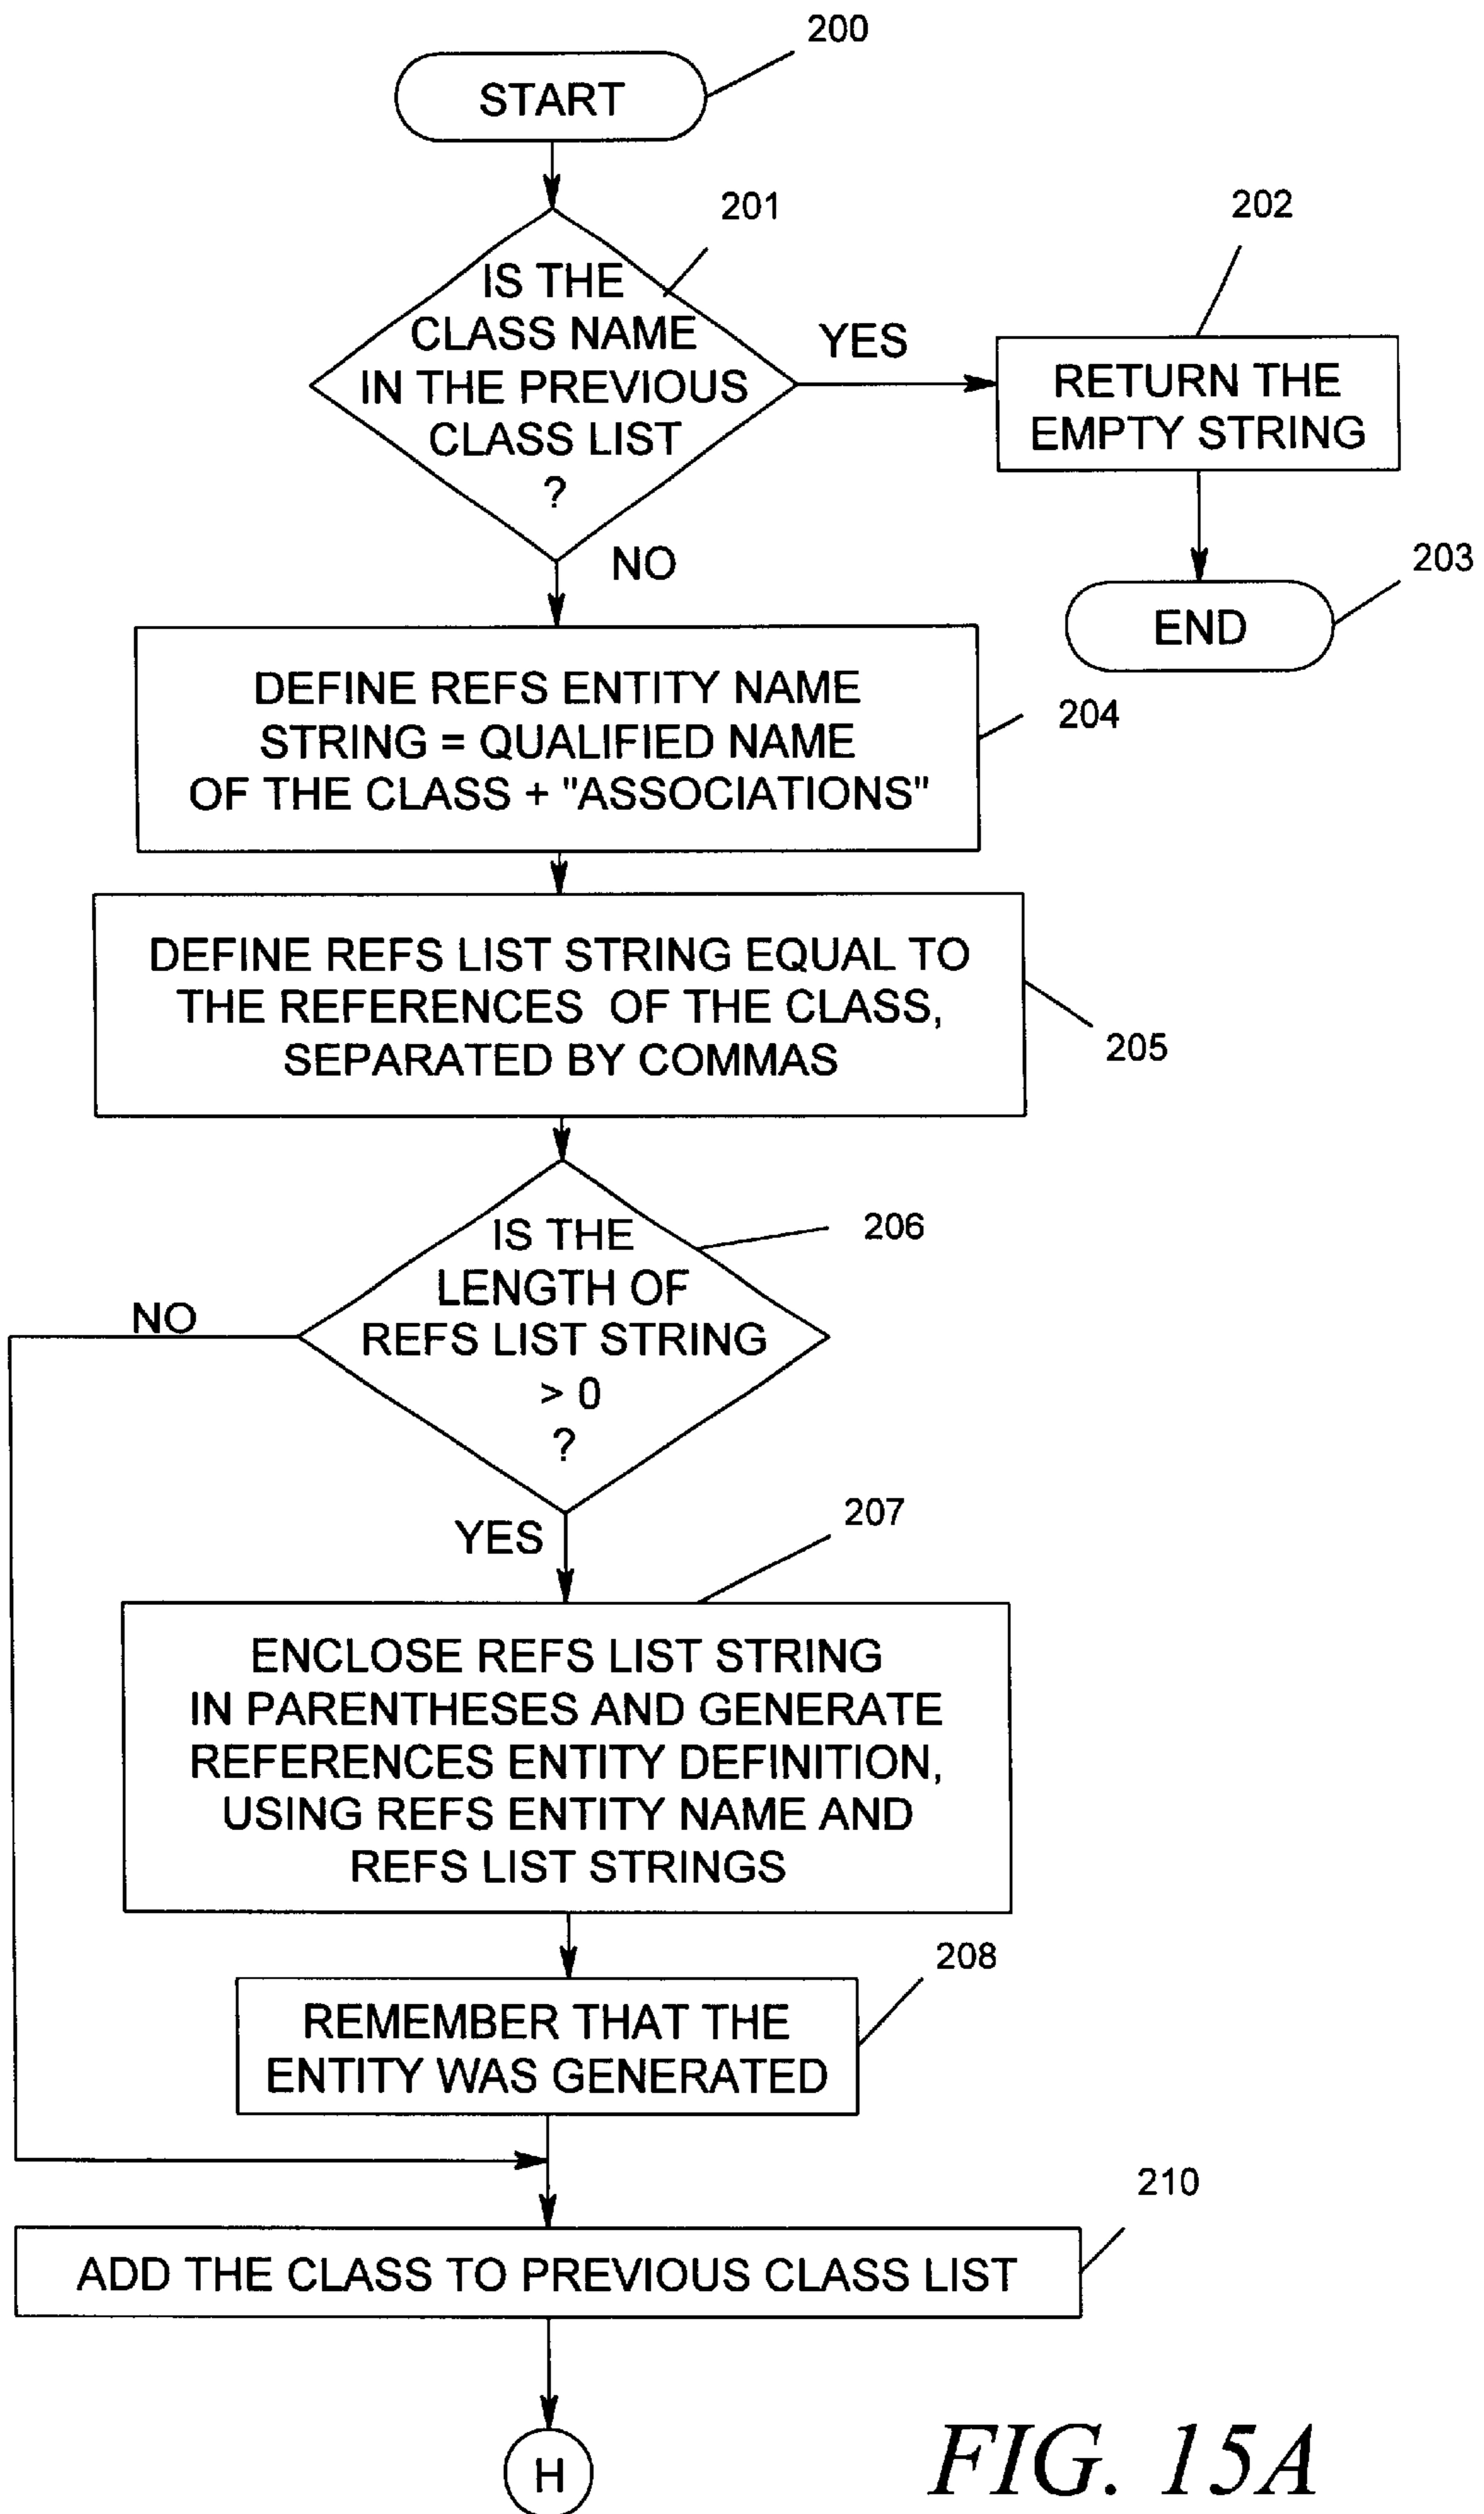 200
START
201
202
IS THE
CLASS NAME
IN THE PREVIOUS
CLASS LIST
?
YES
RETURN THE
EMPTY STRING
NO
203
END
DEFINE REFS ENTITY NAME
STRING = QUALIFIED NAME
OF THE CLASS + "ASSOCIATIONS"
204
DEFINE REFS LIST STRING EQUAL TO
THE REFERENCES OF THE CLASS,
SEPARATED BY COMMAS
205
IS THE
LENGTH OF
REFS LIST STRING
> 0
?
206
NO
YES
207
ENCLOSE REFS LIST STRING
IN PARENTHESES AND GENERATE
REFERENCES ENTITY DEFINITION,
USING REFS ENTITY NAME AND
REFS LIST STRINGS
208
REMEMBER THAT THE
ENTITY WAS GENERATED
210
ADD THE CLASS TO PREVIOUS CLASS LIST
H
FIG. 15A